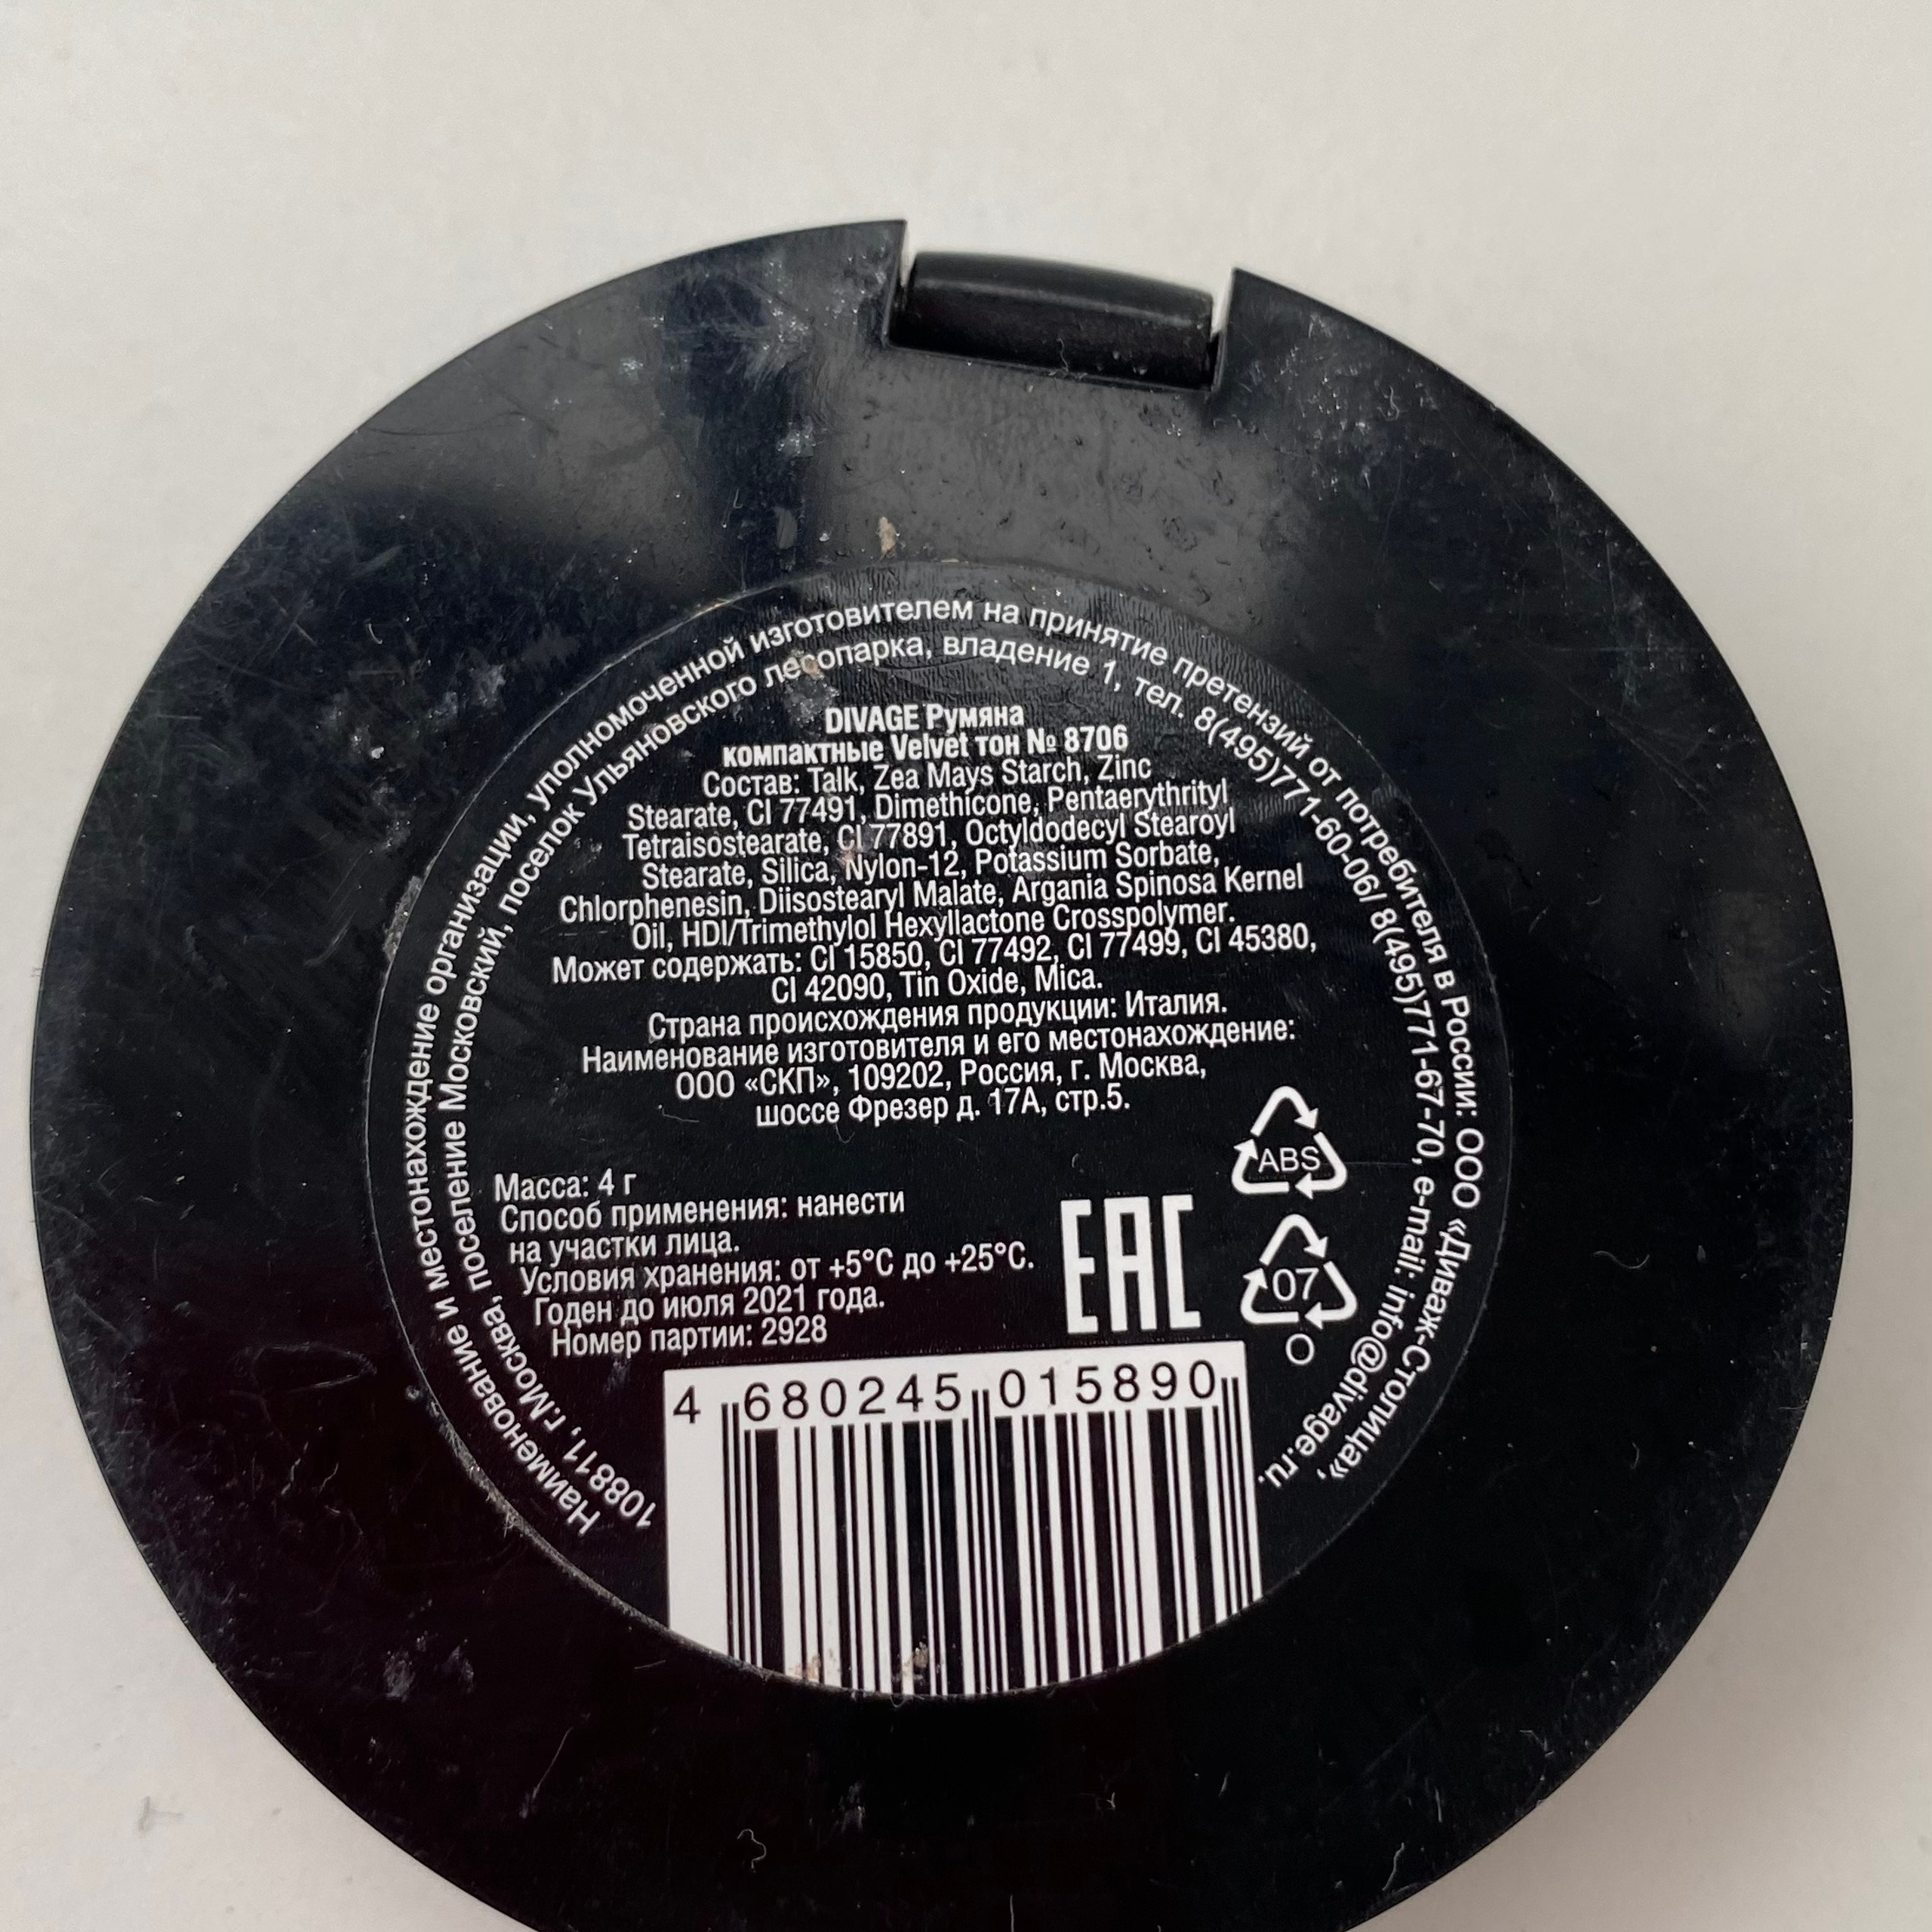 Наименование и местонахождение организации, уполномоченной изготовителем на принятие претензий от потребителя в России: ООО «Диваж-Столица»,
108811, г.Москва, поселение Московский, поселок Ульяновского лесопарка, владение 1, тел. 8(495)771-60-06/ 8(495)771-67-70, e-mail: info@divage.ru.
DIVAGE Румяна
компактные Velvet тон № 8706
Состав: Talk, Zea Mays Starch, Zinc
Stearate, CI 77491, Dimethicone, Pentaerythrityl
Tetraisostearate, CI 77891, Octyldodecyl Stearoyl
Stearate, Silica, Nylon-12, Potassium Sorbate,
Chlorphenesin, Diisostearyl Malate, Argania Spinosa Kernel
Oil, HDI/Trimethylol Hexyllactone Crosspolymer.
Может содержать: CI 15850, CI 77492, CI 77499, CI 45380,
CI 42090, Tin Oxide, Mica.
Страна происхождения продукции: Италия.
Наименование изготовителя и его местонахождение:
ООО «СКП», 109202, Россия, г. Москва,
шоссе Фрезер д. 17А, стр.5.
Масса: 4 г
Способ применения: нанести
на участки лица.
Условия хранения: от +5°C до +25°C.
Годен до июля 2021 года.
Номер партии: 2928
ABS
EAC
07
O
4 680245 015890